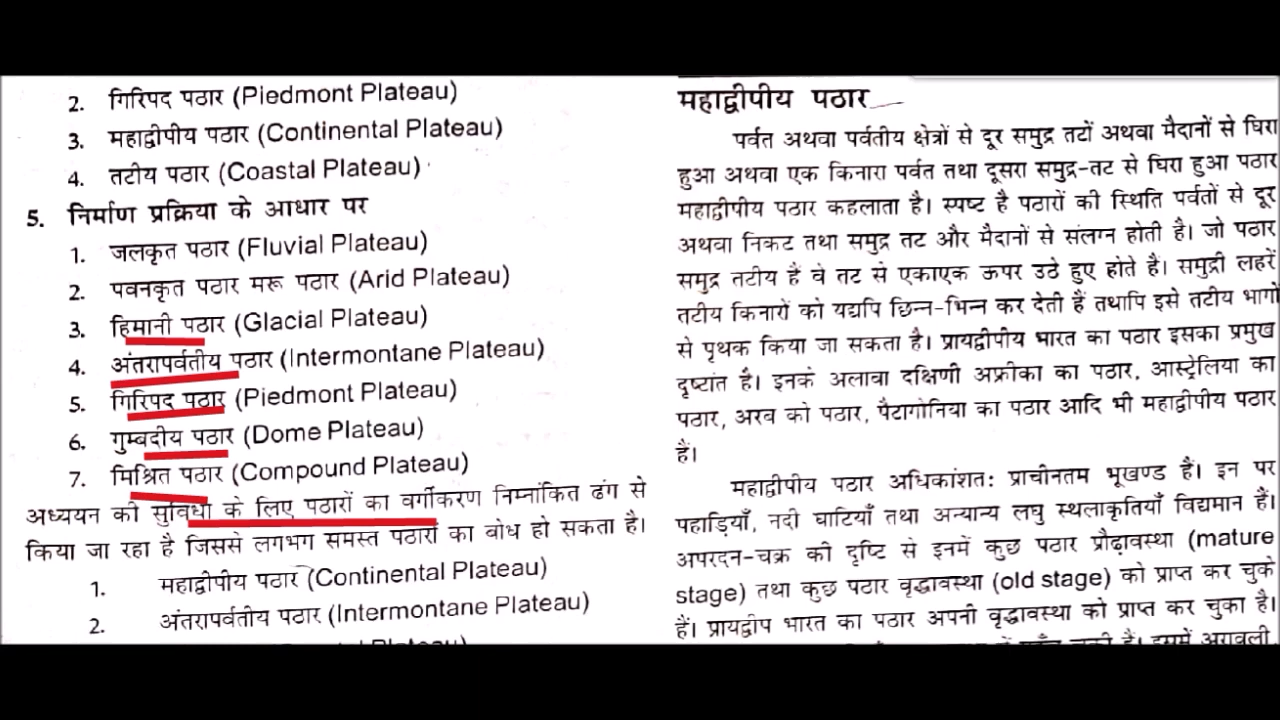 2. गिरिपद पठार (Piedmont Plateau)
3. महाद्वीपीय पठार (Continental Plateau)
4. तटीय पठार (Coastal Plateau)
5. निर्माण प्रक्रिया के आधार पर
1. जलकृत पठार (Fluvial Plateau)
2. पवनकृत पठार मरू पठार (Arid Plateau)
3. हिमानी पठार (Glacial Plateau)
4. अंतरापर्वतीय पठार (Intermontane Plateau)
5. गिरिपद पठार (Piedmont Plateau)
6. गुम्बदीय पठार (Dome Plateau)
7. मिश्रित पठार (Compound Plateau)
अध्ययन की सुविधा के लिए पठारों का वर्गीकरण निम्नांकित ढंग से
किया जा रहा है जिससे लगभग समस्त पठारों का बोध हो सकता है।
1. महाद्वीपीय पठार (Continental Plateau)
2. अंतरापर्वतीय पठार (Intermontane Plateau)
महाद्वीपीय पठार
पर्वत अथवा पर्वतीय क्षेत्रों से दूर समुद्र तटों अथवा मैदानों से घिरा
हुआ अथवा एक किनारा पर्वत तथा दूसरा समुद्र-तट से घिरा हुआ पठार
महाद्वीपीय पठार कहलाता है। स्पष्ट है पठारों की स्थिति पर्वतों से दूर
अथवा निकट तथा समुद्र तट और मैदानों से संलग्न होती है। जो पठार
समुद्र तटीय हैं वे तट से एकाएक ऊपर उठे हुए होते हैं। समुद्री लहरें
तटीय किनारों को यद्यपि छिन्न-भिन्न कर देती हैं तथापि इसे तटीय भागों
से पृथक किया जा सकता है। प्रायद्वीपीय भारत का पठार इसका प्रमुख
दृष्टांत है। इनके अलावा दक्षिणी अफ्रीका का पठार, आस्ट्रेलिया का
पठार, अरब को पठार, पैटागोनिया का पठार आदि भी महाद्वीपीय पठार
हैं।
महाद्वीपीय पठार अधिकांशतः प्राचीनतम भूखण्ड हैं। इन पर
पहाड़ियाँ, नदी घाटियाँ तथा अन्यान्य लघु स्थलाकृतियाँ विद्यमान हैं।
अपरदन-चक्र की दृष्टि से इनमें कुछ पठार प्रौढ़ावस्था (mature
stage) तथा कुछ पठार वृद्धावस्था (old stage) को प्राप्त कर चुके
हैं। प्रायद्वीप भारत का पठार अपनी वृद्धावस्था को प्राप्त कर चुका है।